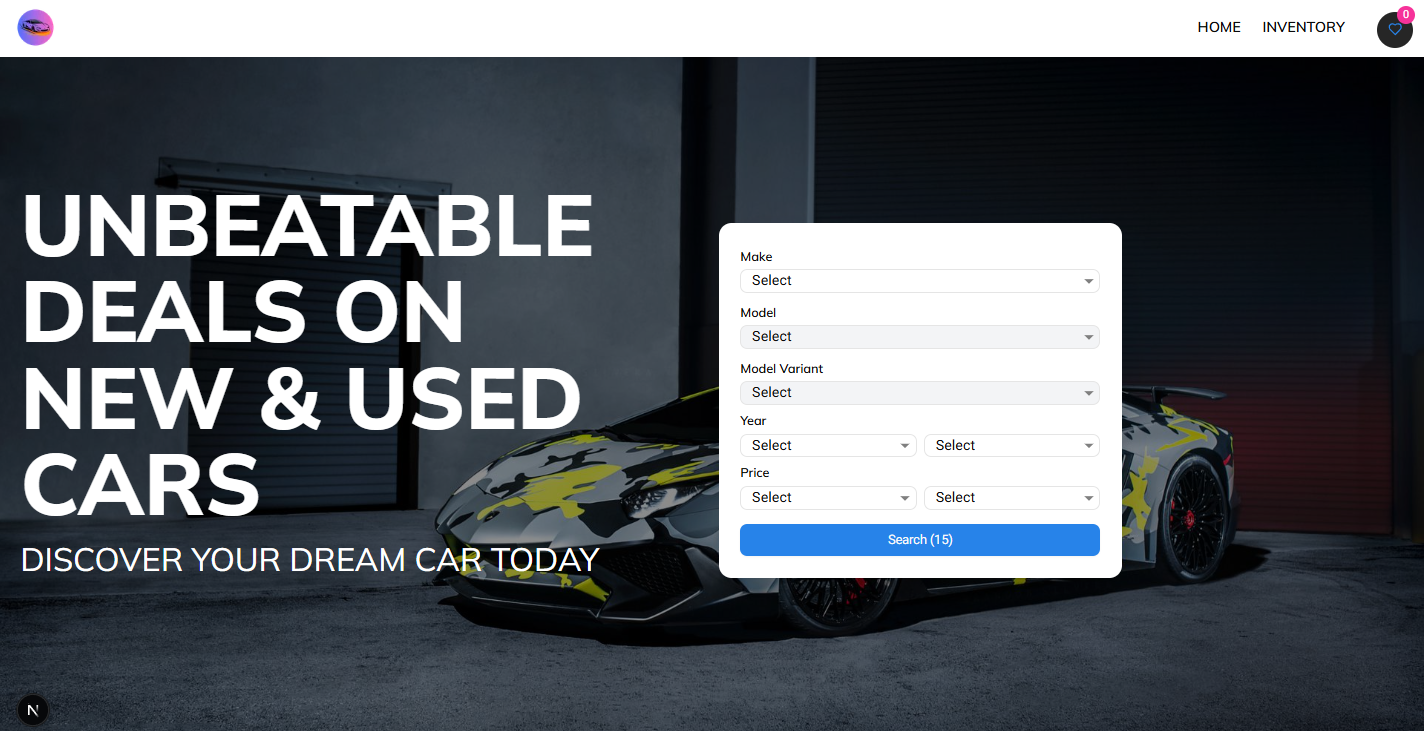 HOME INVENTORY 0
UNBEATABLE
DEALS ON
NEW & USED
CARS
DISCOVER YOUR DREAM CAR TODAY
Make
Select
Model
Select
Model Variant
Select
Year
Select Select
Price
Select Select
Search (15)
N